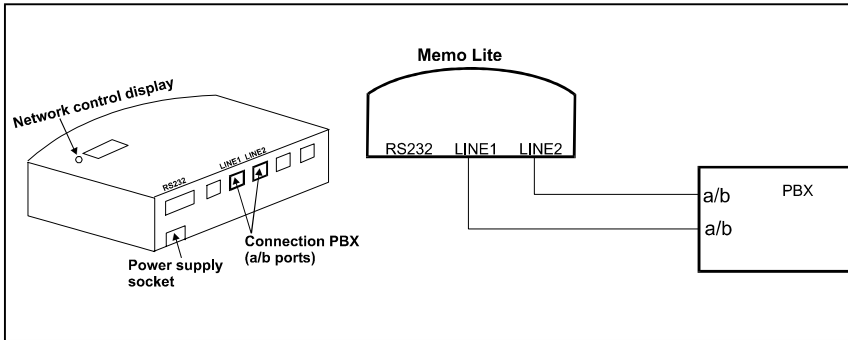 Network control display
RS232
LINE1 LINE2
Connection PBX
(a/b ports)
Power supply
socket
Memo Lite
RS232 LINE1 LINE2
a/b
PBX
a/b